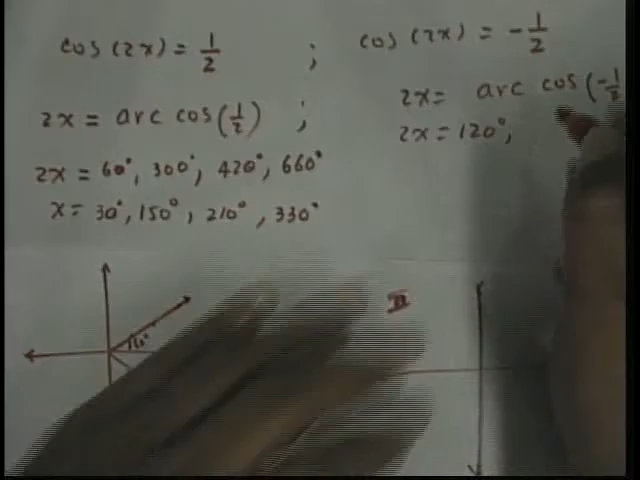 cos (2x) = 1/2 ;
2x = arc cos(1/2) ;
2x = 60°, 300°, 420°, 660°
x = 30°, 150°, 210°, 330°
cos (2x) = -1/2
2x = arc cos(-1/2
2x = 120°,
II